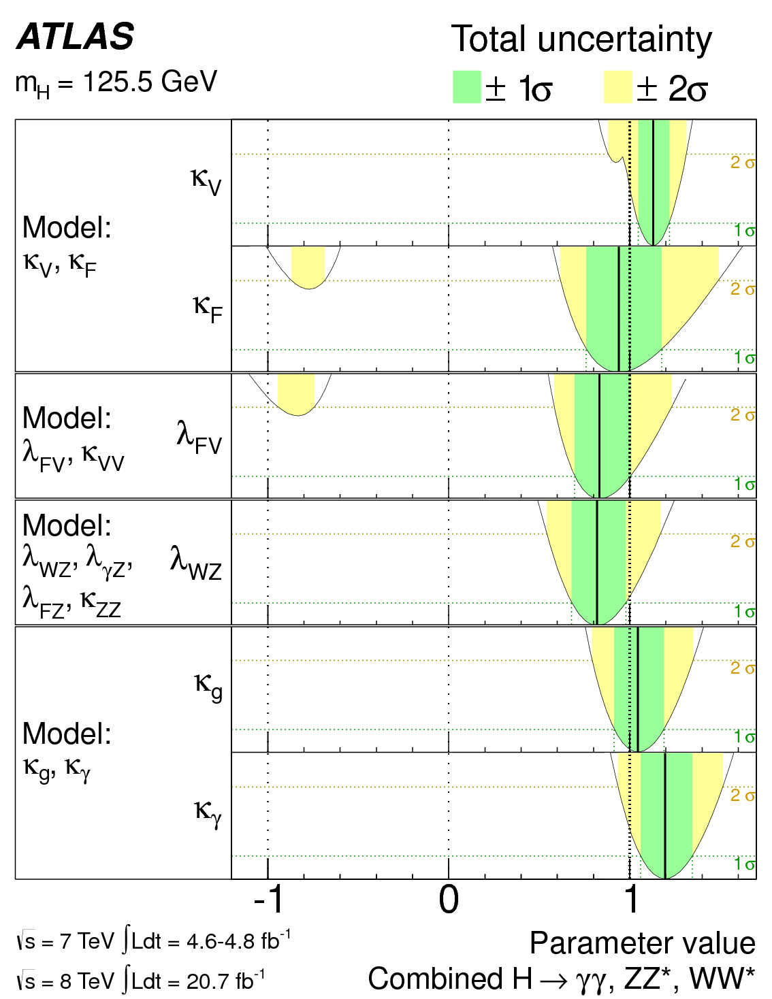 ATLAS
m_H = 125.5 GeV
Total uncertainty
± 1σ ± 2σ
Model:
κ_V, κ_F
κ_V
2 σ
1 σ
κ_F
2 σ
1 σ
Model:
λ_FV, κ_VV
λ_FV
2 σ
1 σ
Model:
λ_WZ, λ_γZ,
λ_FZ, κ_ZZ
λ_WZ
2 σ
1 σ
Model:
κ_g, κ_γ
κ_g
2 σ
1 σ
κ_γ
2 σ
1 σ
-1 0 1
√s = 7 TeV ∫Ldt = 4.6-4.8 fb⁻¹
√s = 8 TeV ∫Ldt = 20.7 fb⁻¹
Parameter value
Combined H → γγ, ZZ*, WW*